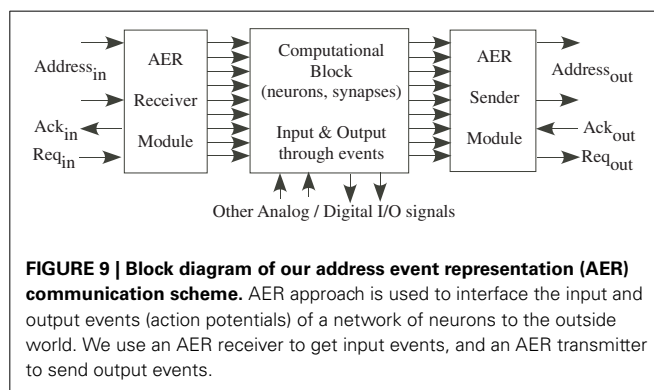 Address_in
Ack_in
Req_in
AER
Receiver
Module
Computational
Block
(neurons, synapses)
Input & Output
through events
AER
Sender
Module
Address_out
Ack_out
Req_out
Other Analog / Digital I/O signals
FIGURE 9 | Block diagram of our address event representation (AER)
communication scheme. AER approach is used to interface the input and
output events (action potentials) of a network of neurons to the outside
world. We use an AER receiver to get input events, and an AER transmitter
to send output events.